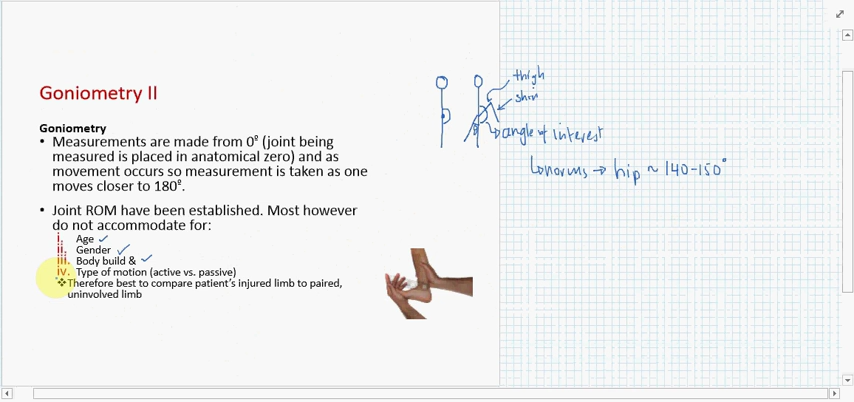 Goniometry II
Goniometry
• Measurements are made from 0º (joint being
measured is placed in anatomical zero) and as
movement occurs so measurement is taken as one
moves closer to 180º.
• Joint ROM have been established. Most however
do not accommodate for:
i. Age ✓
ii. Gender ✓
iii. Body build & ✓
iv. Type of motion (active vs. passive)
❖Therefore best to compare patient's injured limb to paired,
uninvolved limb
thigh
shin
angle of interest
norms → hip ~ 140-150°